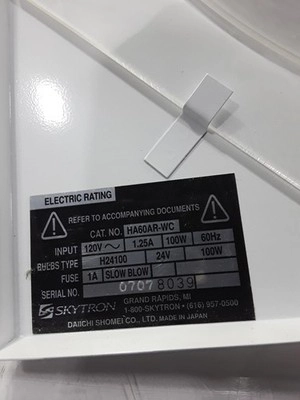 ELECTRIC RATING
REFER TO ACCOMPANYING DOCUMENTS
CAT. NO. HA60AR-WC
INPUT 120V 1.25A 100W 60Hz
TYPE H24100 24V 100W
FUSE 1A SLOW BLOW
SERIAL NO. 0707 8039
SKYTRON GRAND RAPIDS, MI
1-800-SKYTRON • (616) 957-0500
DAIICHI SHOMEI CO., LTD. MADE IN JAPAN